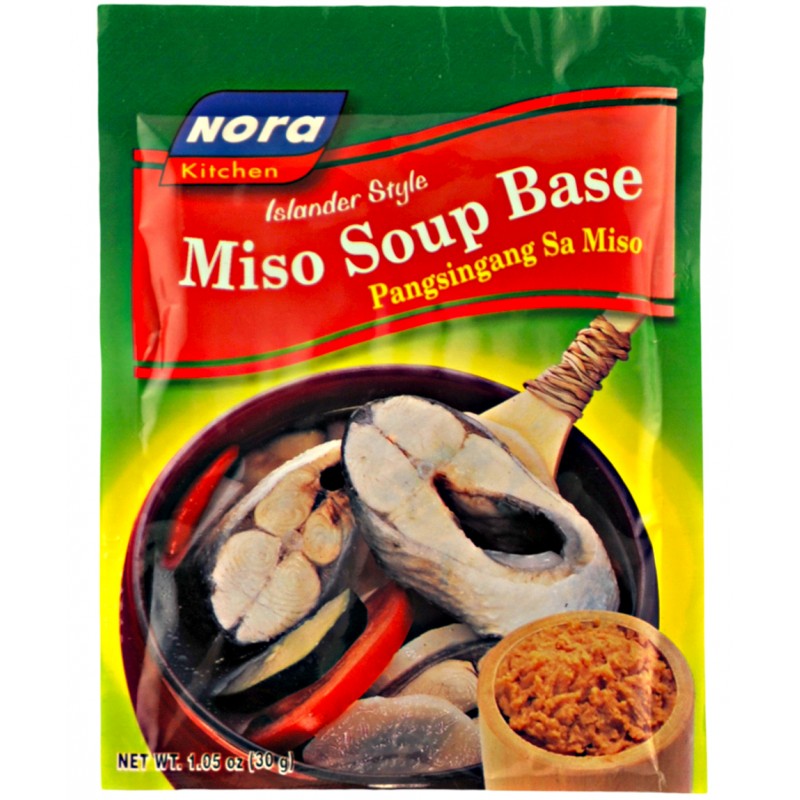 Nora
Kitchen
Islander Style
Miso Soup Base
Pangsingang Sa Miso
NET WT. 1.05 oz (30 g)